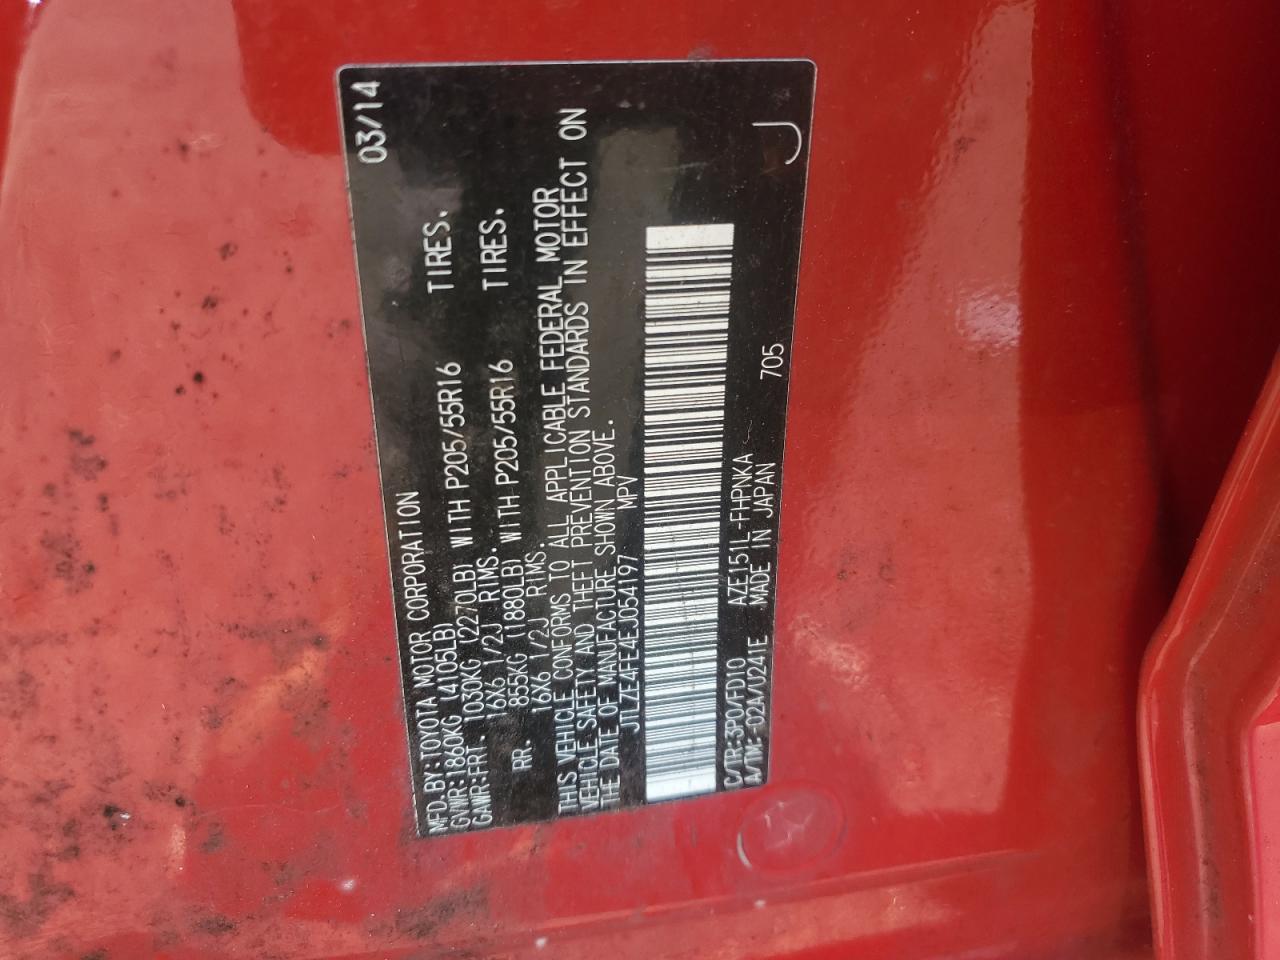 MFD.BY:TOYOTA MOTOR CORPORATION 03/14
GVWR:1860KG (4105LB)
GAWR:FRT. 1030KG (2270LB) WITH P205/55R16 TIRES.
16X6 1/2J RIMS.
RR. 855KG (1880LB) WITH P205/55R16 TIRES.
16X6 1/2J RIMS.
THIS VEHICLE CONFORMS TO ALL APPLICABLE FEDERAL MOTOR
VEHICLE SAFETY AND THEFT PREVENTION STANDARDS IN EFFECT ON
THE DATE OF MANUFACTURE SHOWN ABOVE.
JTLZE4FE4EJ054197 MPV
C/TR:3P0/FD10 AZE151L-FHPNKA
A/TM:-02A/U241E MADE IN JAPAN 705
J